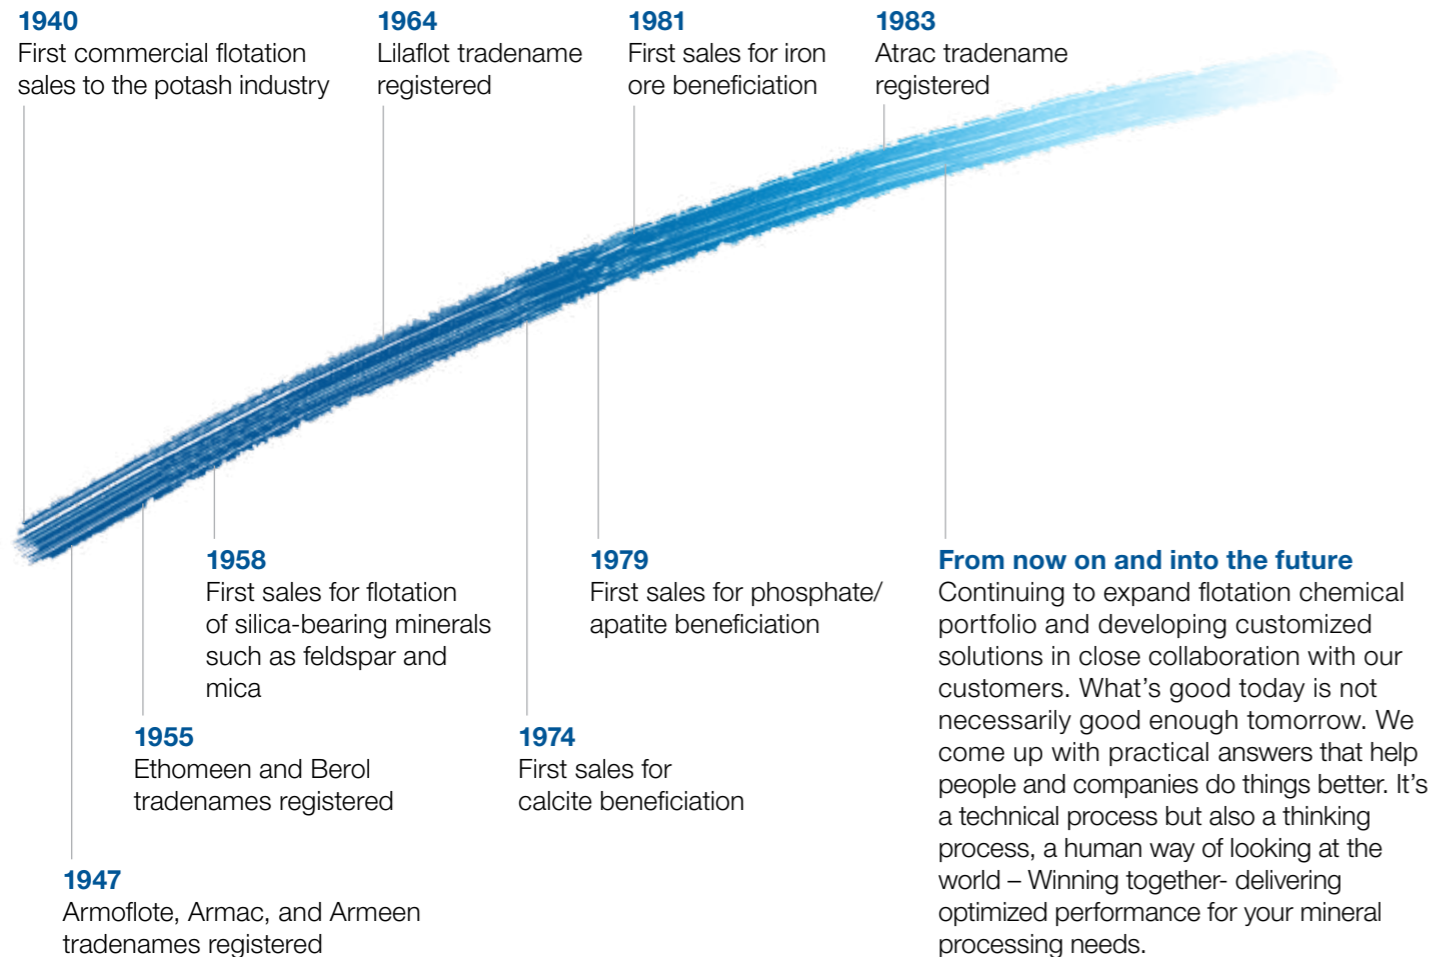 1940
First commercial flotation
sales to the potash industry
1964
Lilaflot tradename
registered
1981
First sales for iron
ore beneficiation
1983
Atrac tradename
registered
1958
First sales for flotation
of silica-bearing minerals
such as feldspar and
mica
1979
First sales for phosphate/
apatite beneficiation
1955
Ethomeen and Berol
tradenames registered
1974
First sales for
calcite beneficiation
1947
Armoflote, Armac, and Armeen
tradenames registered
From now on and into the future
Continuing to expand flotation chemical
portfolio and developing customized
solutions in close collaboration with our
customers. What’s good today is not
necessarily good enough tomorrow. We
come up with practical answers that help
people and companies do things better. It’s
a technical process but also a thinking
process, a human way of looking at the
world – Winning together- delivering
optimized performance for your mineral
processing needs.